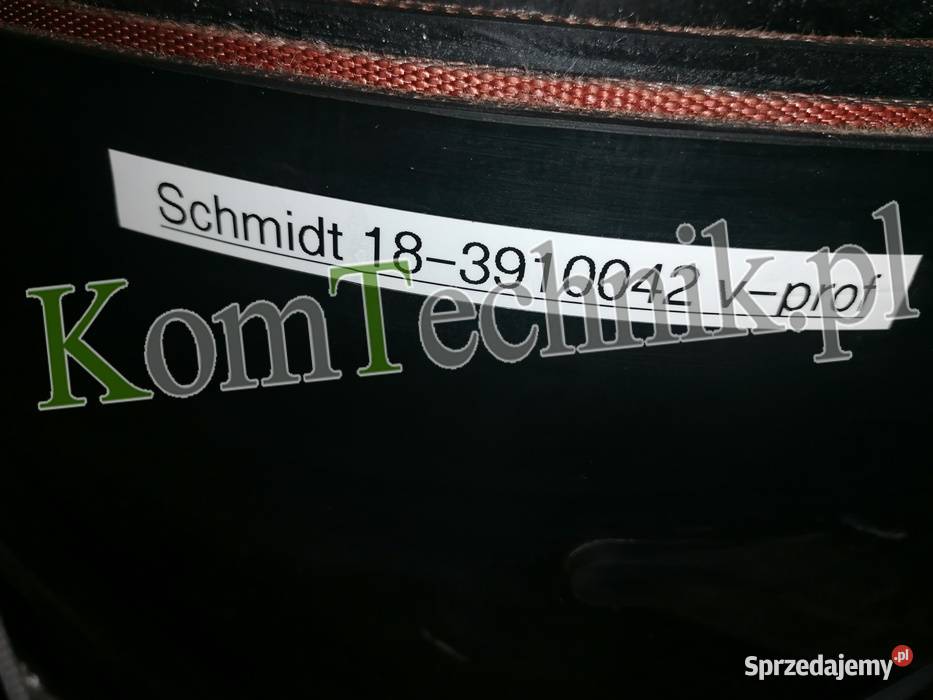 Schmidt 18-3910042 v-prof
KomTechnik.pl
Sprzedajemy.pl